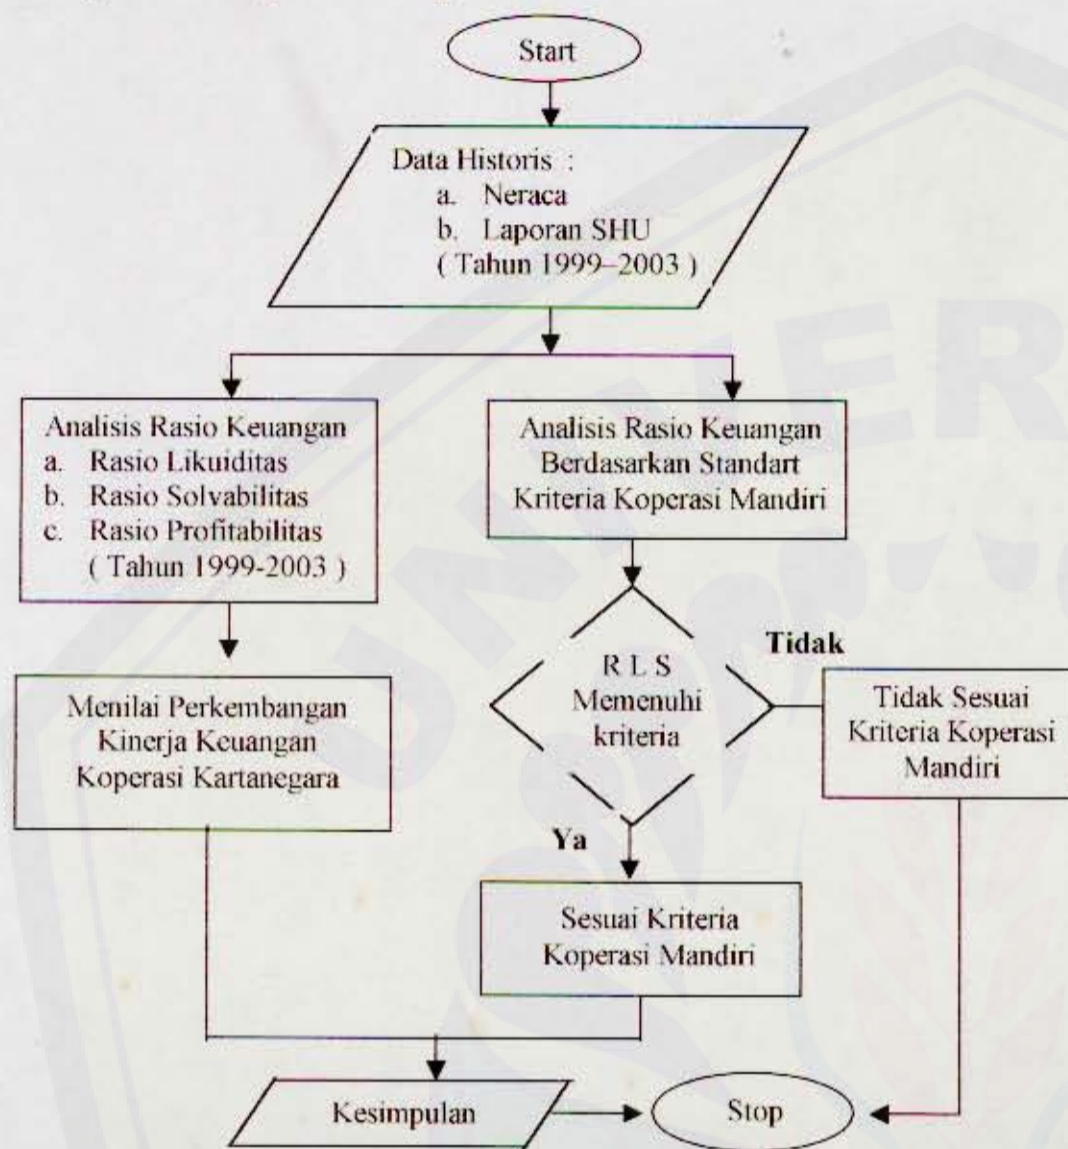 Start
Data Historis :
a. Neraca
b. Laporan SHU
( Tahun 1999–2003 )
Analisis Rasio Keuangan
a. Rasio Likuiditas
b. Rasio Solvabilitas
c. Rasio Profitabilitas
( Tahun 1999-2003 )
Analisis Rasio Keuangan
Berdasarkan Standart
Kriteria Koperasi Mandiri
Menilai Perkembangan
Kinerja Keuangan
Koperasi Kartanegara
R L S
Memenuhi
kriteria
Tidak
Tidak Sesuai
Kriteria Koperasi
Mandiri
Ya
Sesuai Kriteria
Koperasi Mandiri
Kesimpulan
Stop